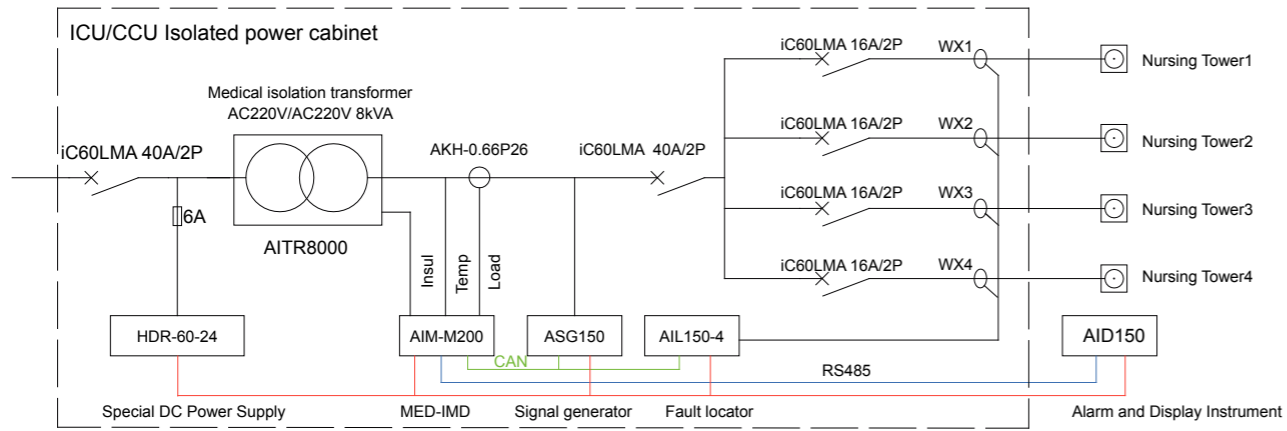 ICU/CCU Isolated power cabinet
Medical isolation transformer
AC220V/AC220V 8kVA
iC60LMA 40A/2P
6A
AITR8000
AKH-0.66P26
iC60LMA 40A/2P
iC60LMA 16A/2P
WX1
Nursing Tower1
iC60LMA 16A/2P
WX2
Nursing Tower2
iC60LMA 16A/2P
WX3
Nursing Tower3
iC60LMA 16A/2P
WX4
Nursing Tower4
Insul
Temp
Load
HDR-60-24
AIM-M200
ASG150
AIL150-4
AID150
CAN
RS485
Special DC Power Supply
MED-IMD
Signal generator
Fault locator
Alarm and Display Instrument